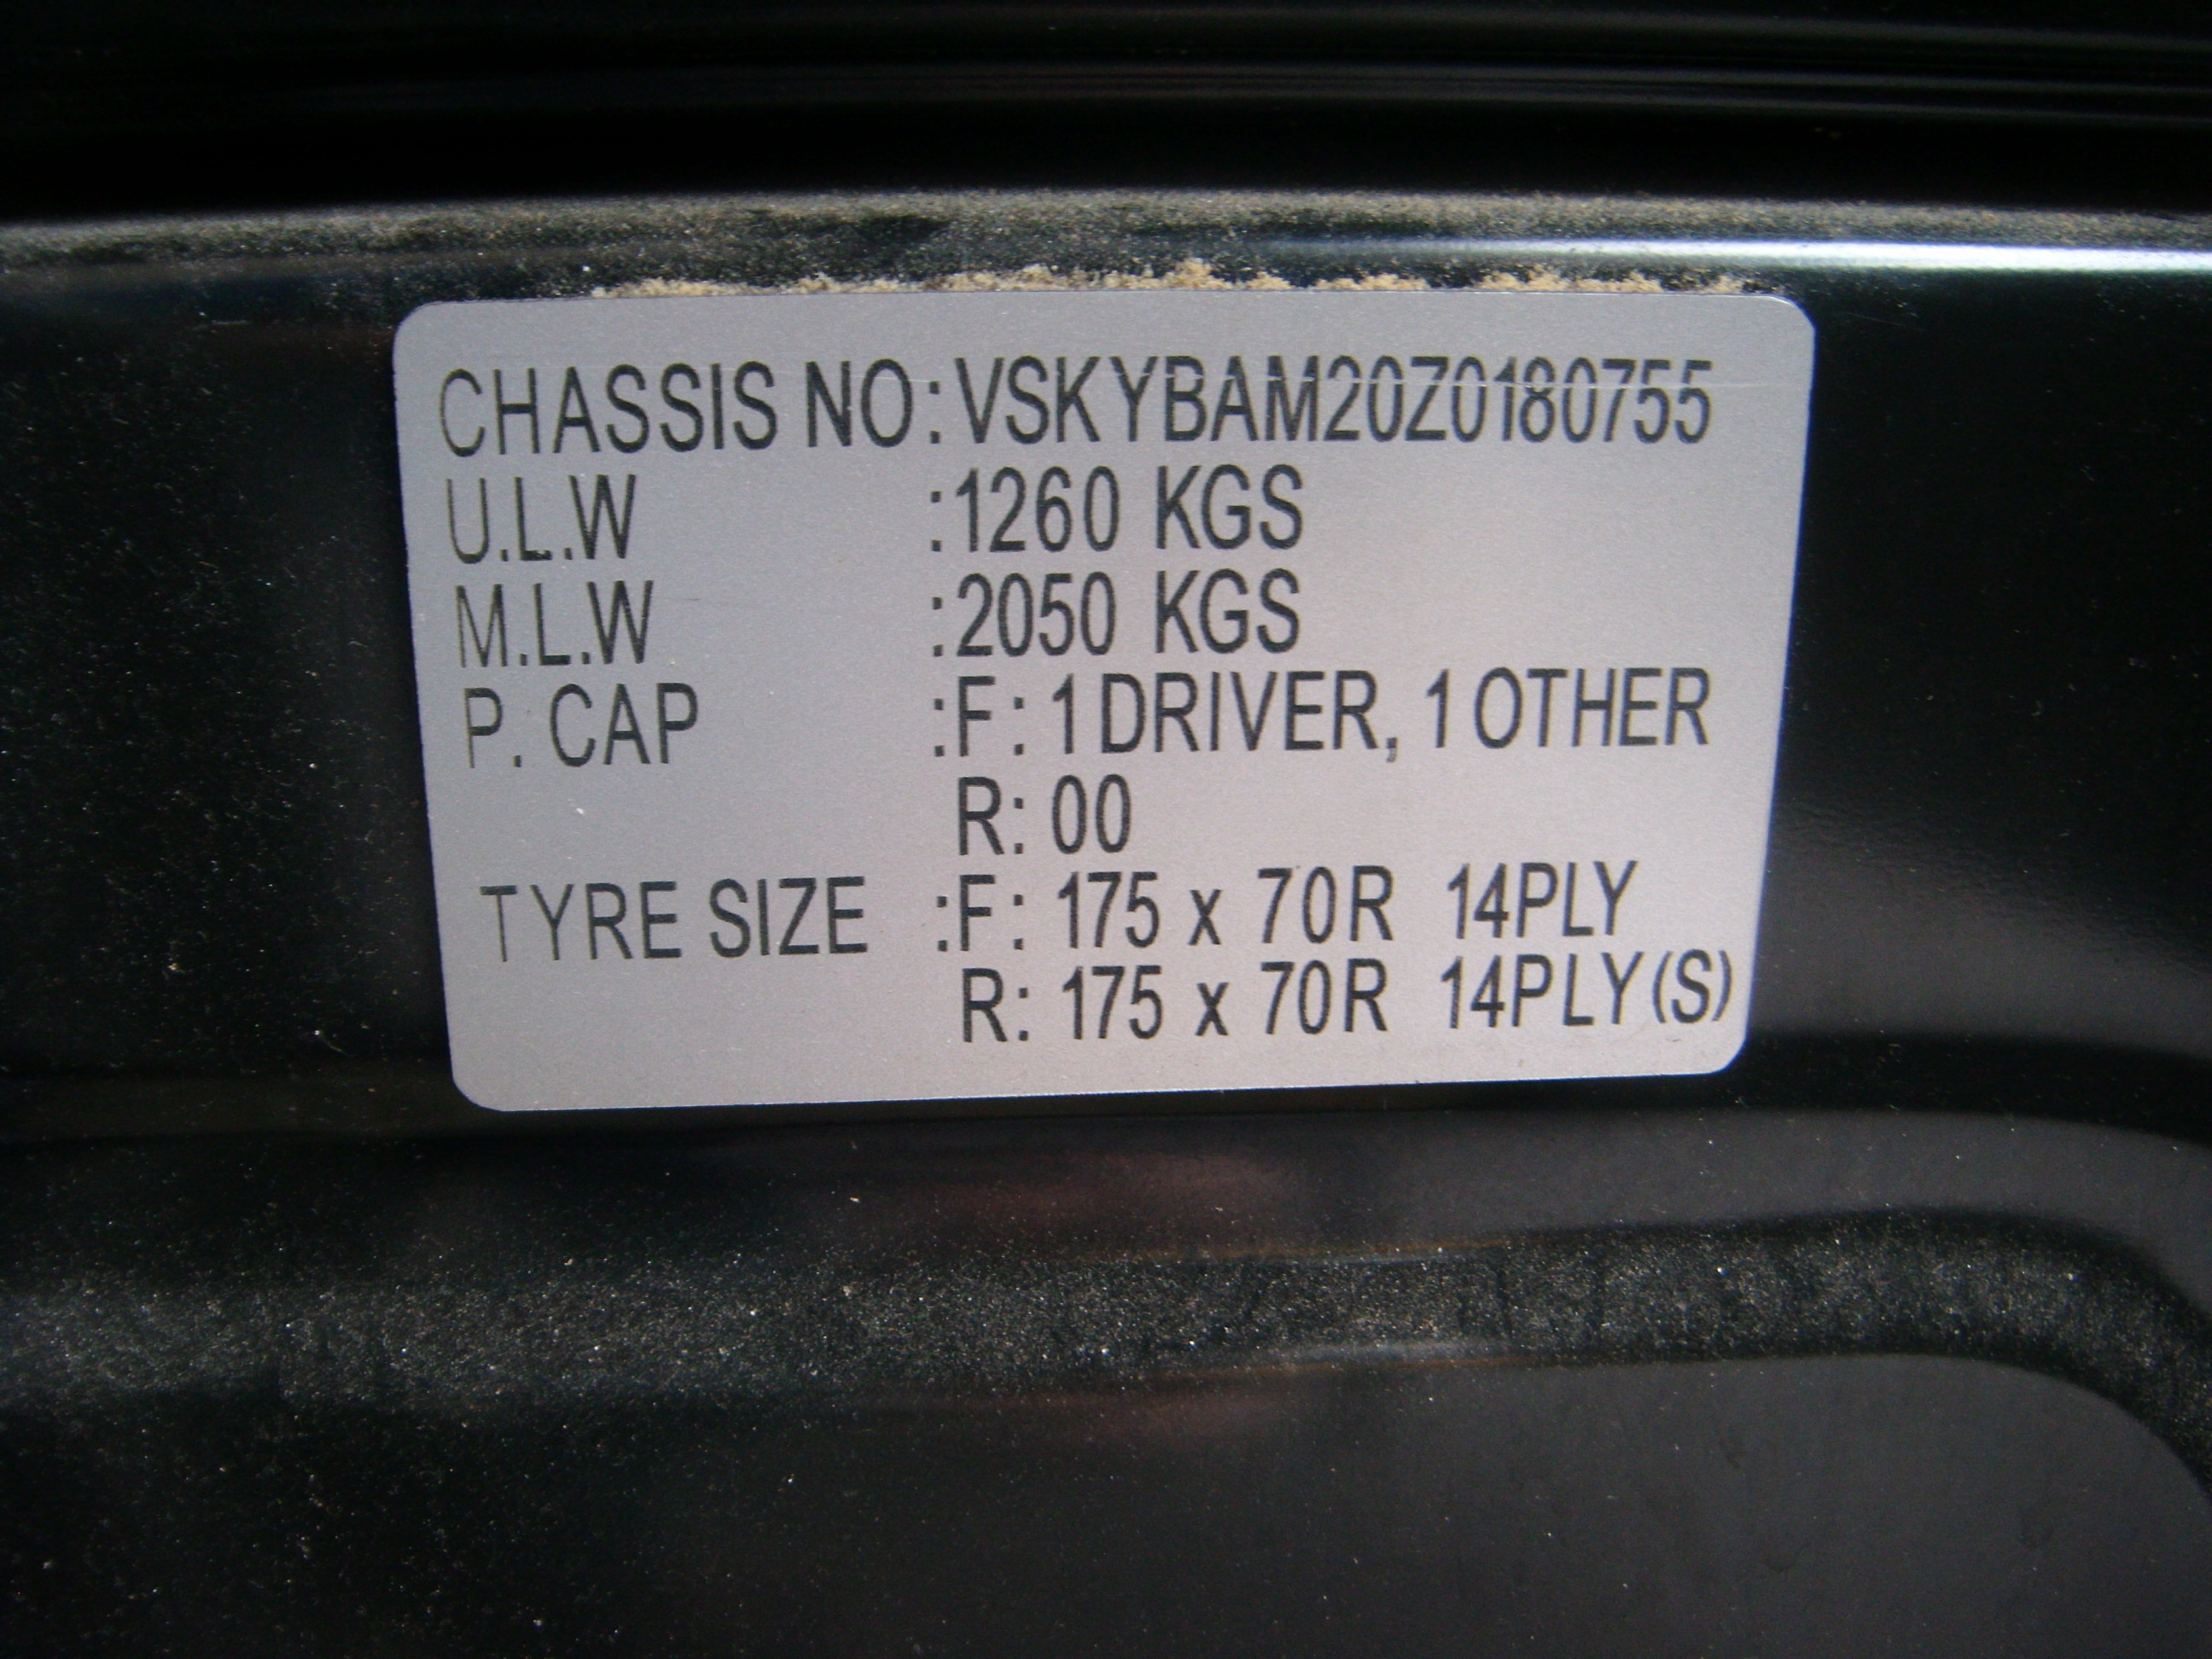 CHASSIS NO: VSKYBAM20Z0180755
U.L.W :1260 KGS
M.L.W :2050 KGS
P. CAP :F: 1 DRIVER, 1 OTHER
R: 00
TYRE SIZE :F: 175 x 70R 14PLY
R: 175 x 70R 14PLY(S)